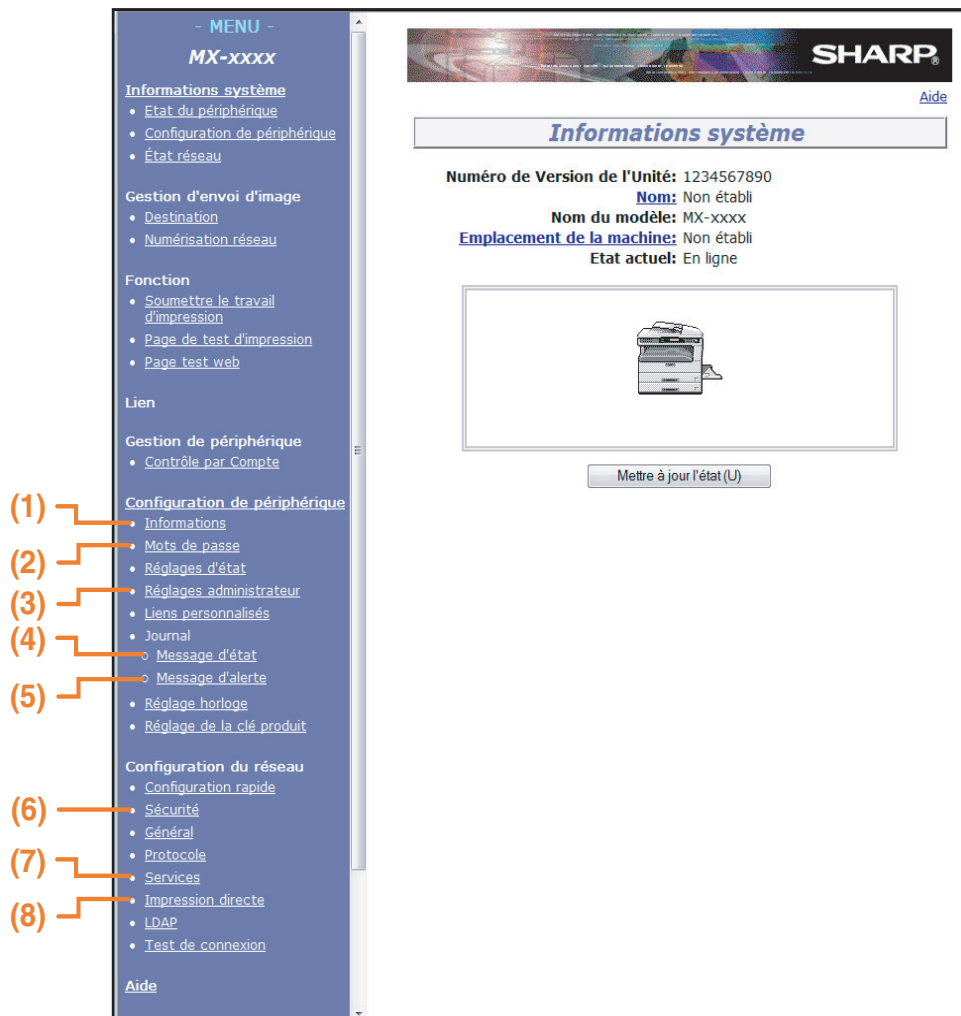 - MENU -
MX-xxxx
Informations système
• Etat du périphérique
• Configuration de périphérique
• État réseau
Gestion d'envoi d'image
• Destination
• Numérisation réseau
Fonction
• Soumettre le travail
d'impression
• Page de test d'impression
• Page test web
Lien
Gestion de périphérique
• Contrôle par Compte
Configuration de périphérique
(1)
• Informations
(2)
• Mots de passe
• Réglages d'état
(3)
• Réglages administrateur
• Liens personnalisés
• Journal
(4)
o Message d'état
(5)
o Message d'alerte
• Réglage horloge
• Réglage de la clé produit
Configuration du réseau
• Configuration rapide
(6)
• Sécurité
• Général
• Protocole
(7)
• Services
(8)
• Impression directe
• LDAP
• Test de connexion
Aide
SHARP®
Aide
Informations système
Numéro de Version de l'Unité: 1234567890
Nom: Non établi
Nom du modèle: MX-xxxx
Emplacement de la machine: Non établi
Etat actuel: En ligne
Mettre à jour l'état (U)